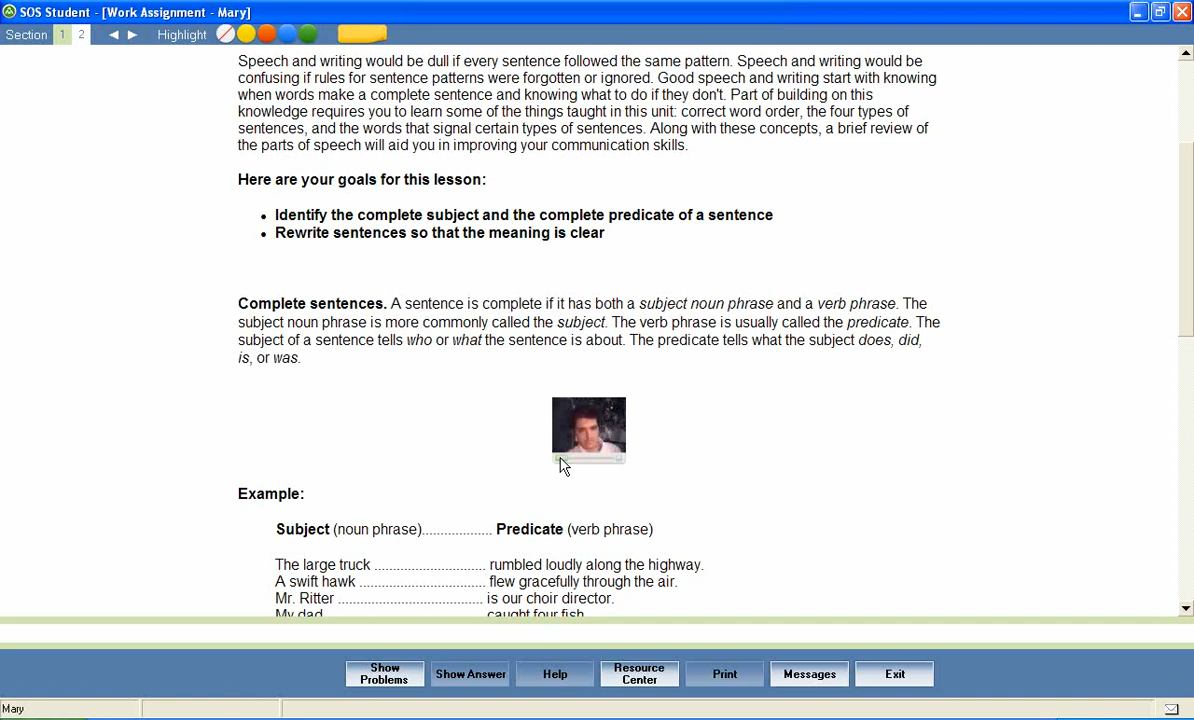 SOS Student - [Work Assignment - Mary]
Section 1 2 Highlight
Speech and writing would be dull if every sentence followed the same pattern. Speech and writing would be
confusing if rules for sentence patterns were forgotten or ignored. Good speech and writing start with knowing
when words make a complete sentence and knowing what to do if they don't. Part of building on this
knowledge requires you to learn some of the things taught in this unit: correct word order, the four types of
sentences, and the words that signal certain types of sentences. Along with these concepts, a brief review of
the parts of speech will aid you in improving your communication skills.
Here are your goals for this lesson:
• Identify the complete subject and the complete predicate of a sentence
• Rewrite sentences so that the meaning is clear
Complete sentences. A sentence is complete if it has both a subject noun phrase and a verb phrase. The
subject noun phrase is more commonly called the subject. The verb phrase is usually called the predicate. The
subject of a sentence tells who or what the sentence is about. The predicate tells what the subject does, did,
is, or was.
Example:
Subject (noun phrase).................. Predicate (verb phrase)
The large truck ............................. rumbled loudly along the highway.
A swift hawk ................................. flew gracefully through the air.
Mr. Ritter ...................................... is our choir director.
My dad caught four fish
Show Problems
Show Answer
Help
Resource Center
Print
Messages
Exit
Mary